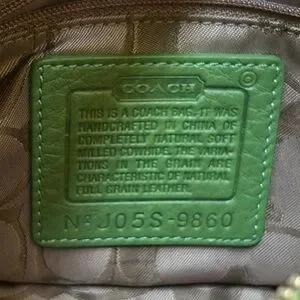 COACH
THIS IS A COACH BAG. IT WAS
HANDCRAFTED IN CHINA OF
COMPLETELY NATURAL SOFT
MILLED COWHIDE. THE VARIA-
TIONS IN THE GRAIN ARE
CHARACTERISTIC OF NATURAL
FULL GRAIN LEATHER.
Nº J05S-9860